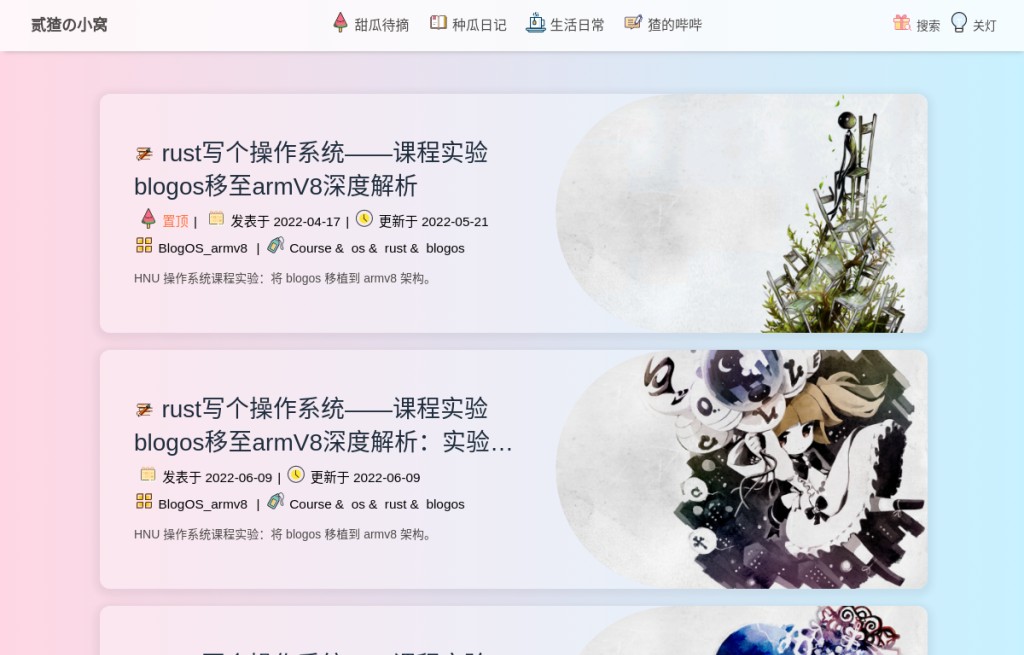 贰猹の小窝
甜瓜待摘 种瓜日记 生活日常 猹的哔哔
搜索 关灯
rust写个操作系统——课程实验
blogos移至armV8深度解析
置顶 | 发表于 2022-04-17 | 更新于 2022-05-21
BlogOS_armv8 | Course & os & rust & blogos
HNU 操作系统课程实验：将 blogos 移植到 armv8 架构。
rust写个操作系统——课程实验
blogos移至armV8深度解析：实验…
发表于 2022-06-09 | 更新于 2022-06-09
BlogOS_armv8 | Course & os & rust & blogos
HNU 操作系统课程实验：将 blogos 移植到 armv8 架构。